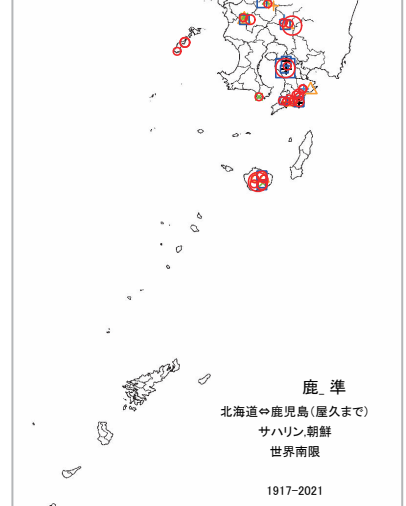 鹿_準
北海道⇔鹿児島(屋久まで)
サハリン,朝鮮
世界南限
1917-2021